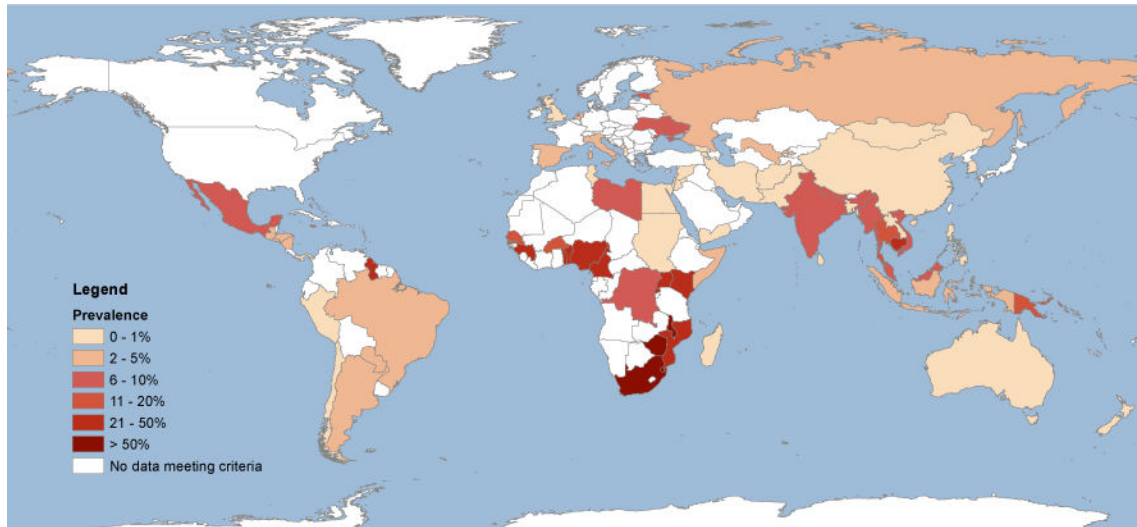 Legend
Prevalence
0 - 1%
2 - 5%
6 - 10%
11 - 20%
21 - 50%
> 50%
No data meeting criteria